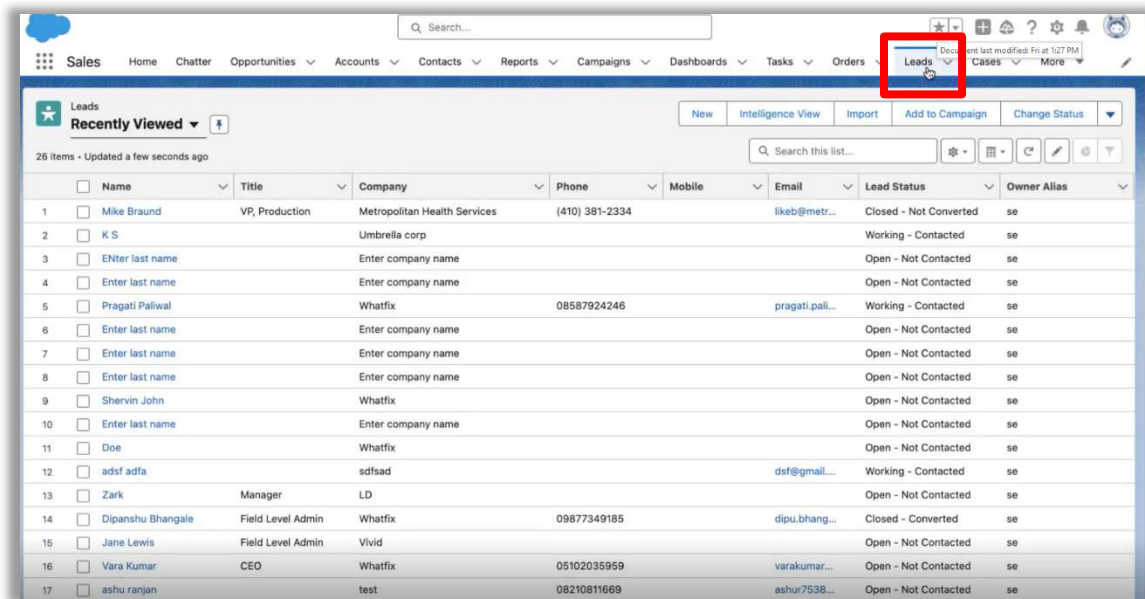 Search...
Document last modified: Fri at 1:27 PM
Sales Home Chatter Opportunities Accounts Contacts Reports Campaigns Dashboards Tasks Orders Leads Cases More
Leads
Recently Viewed
New Intelligence View Import Add to Campaign Change Status
26 items • Updated a few seconds ago
Search this list...
Name Title Company Phone Mobile Email Lead Status Owner Alias
1 Mike Braund VP, Production Metropolitan Health Services (410) 381-2334 likeb@metr... Closed - Not Converted se
2 K S Umbrella corp Working - Contacted se
3 ENter last name Enter company name Open - Not Contacted se
4 Enter last name Enter company name Open - Not Contacted se
5 Pragati Paliwal Whatfix 08587924246 pragati.pali... Working - Contacted se
6 Enter last name Enter company name Open - Not Contacted se
7 Enter last name Enter company name Open - Not Contacted se
8 Enter last name Enter company name Open - Not Contacted se
9 Shervin John Whatfix Open - Not Contacted se
10 Enter last name Enter company name Open - Not Contacted se
11 Doe Whatfix Open - Not Contacted se
12 adsf adfa sdfsad dsf@gmail.... Working - Contacted se
13 Zark Manager LD Open - Not Contacted se
14 Dipanshu Bhangale Field Level Admin Whatfix 09877349185 dipu.bhang... Closed - Converted se
15 Jane Lewis Field Level Admin Vivid Open - Not Contacted se
16 Vara Kumar CEO Whatfix 05102035959 varakumar... Open - Not Contacted se
17 ashu ranjan test 08210811669 ashur7538... Open - Not Contacted se